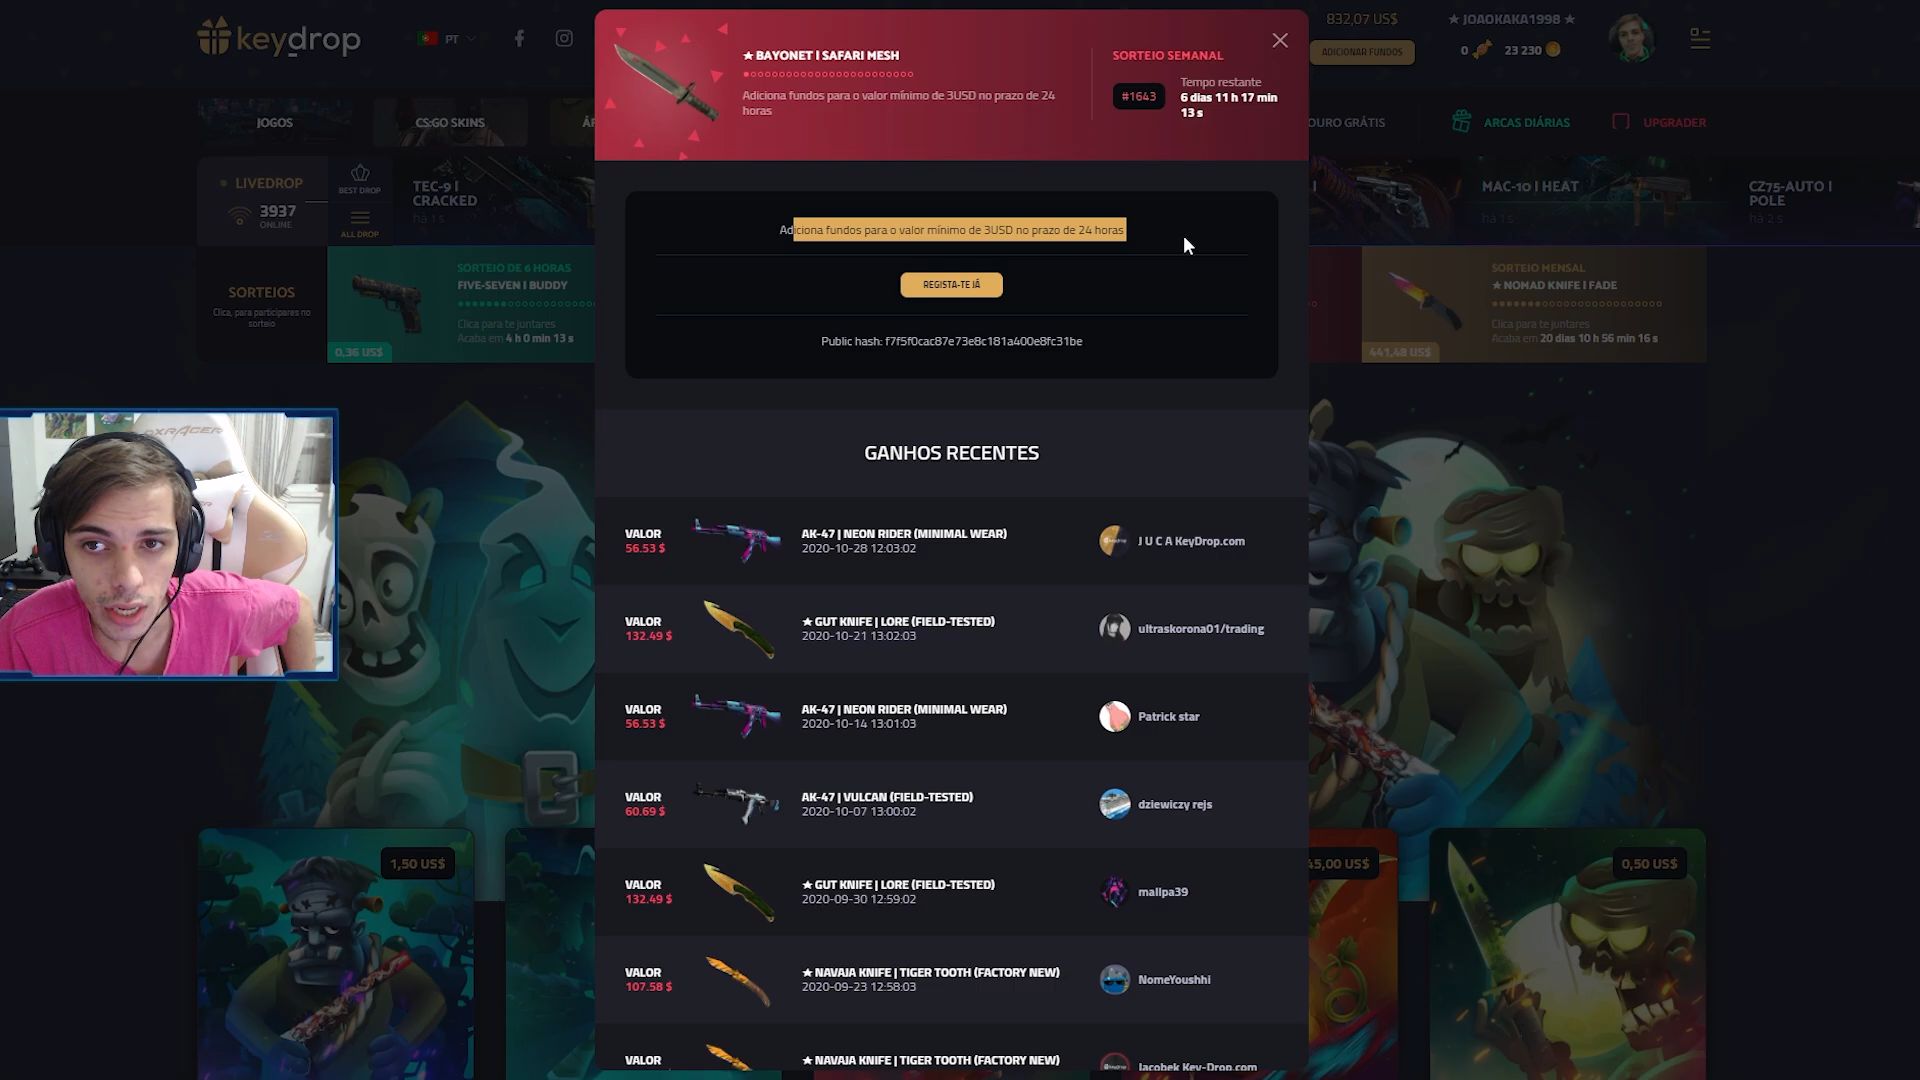 keydrop
PT
832,07 US$
ADICIONAR FUNDOS
★ JOAOKAKA1998 ★
0
23 230
JOGOS
CS:GO SKINS
OURO GRÁTIS
ARCAS DIÁRIAS
UPGRADER
LIVEDROP
3937
ONLINE
BEST DROP
ALL DROP
TEC-9 |
CRACKED
há 1 s
MAC-10 | HEAT
há 1 s
CZ75-AUTO |
POLE
há 2 s
SORTEIOS
Clica, para participares no
sorteio
SORTEIO DE 6 HORAS
FIVE-SEVEN | BUDDY
Clica para te juntares
Acaba em 4 h 0 min 13 s
0,36 US$
SORTEIO MENSAL
★ NOMAD KNIFE | FADE
Clica para te juntares
Acaba em 20 dias 10 h 56 min 16 s
441,48 US$
★ BAYONET | SAFARI MESH
Adiciona fundos para o valor mínimo de 3USD no prazo de 24
horas
SORTEIO SEMANAL
#1643
Tempo restante
6 dias 11 h 17 min
13 s
Adiciona fundos para o valor mínimo de 3USD no prazo de 24 horas
REGISTA-TE JÁ
Public hash: f7f5f0cac87e73e8c181a400e8fc31be
GANHOS RECENTES
VALOR
56.53 $
AK-47 | NEON RIDER (MINIMAL WEAR)
2020-10-28 12:03:02
J U C A KeyDrop.com
VALOR
132.49 $
★ GUT KNIFE | LORE (FIELD-TESTED)
2020-10-21 13:02:03
ultraskorona01/trading
VALOR
56.53 $
AK-47 | NEON RIDER (MINIMAL WEAR)
2020-10-14 13:01:03
Patrick star
VALOR
60.69 $
AK-47 | VULCAN (FIELD-TESTED)
2020-10-07 13:00:02
dziewiczy rejs
VALOR
132.49 $
★ GUT KNIFE | LORE (FIELD-TESTED)
2020-09-30 12:59:02
mallpa39
VALOR
107.58 $
★ NAVAJA KNIFE | TIGER TOOTH (FACTORY NEW)
2020-09-23 12:58:03
NomeYoushhi
VALOR
★ NAVAJA KNIFE | TIGER TOOTH (FACTORY NEW)
Jacobek Key-Drop.com
1,50 US$
45,00 US$
0,50 US$
DXRACER